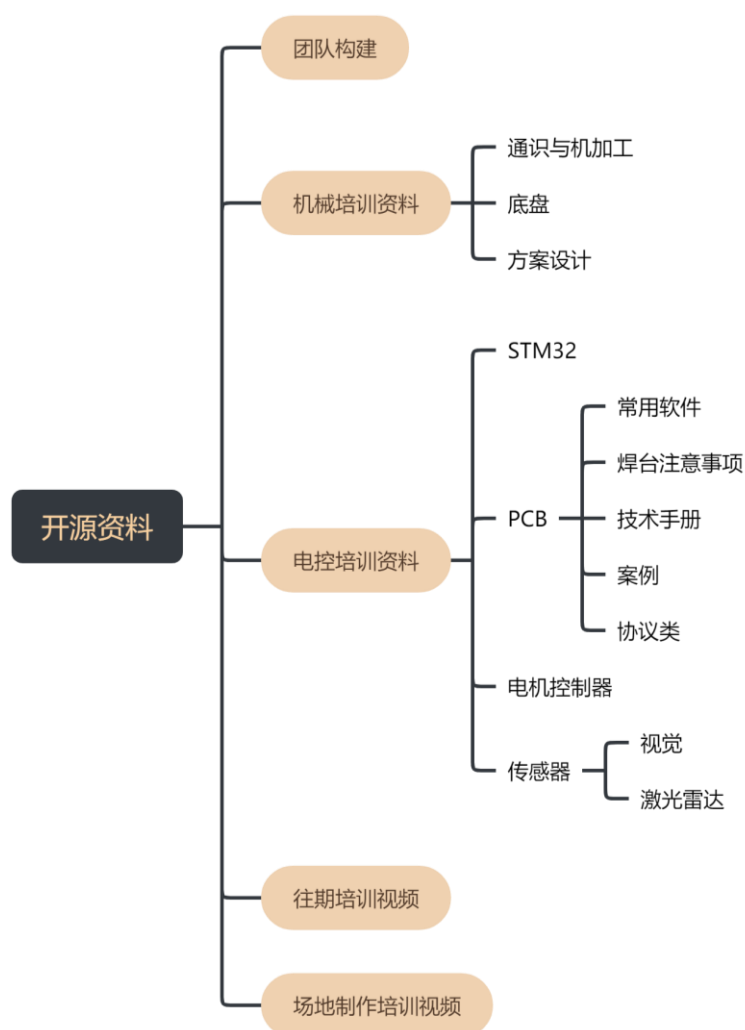 团队构建
机械培训资料
通识与机加工
底盘
方案设计
开源资料
电控培训资料
STM32
PCB
常用软件
焊台注意事项
技术手册
案例
协议类
电机控制器
传感器
视觉
激光雷达
往期培训视频
场地制作培训视频